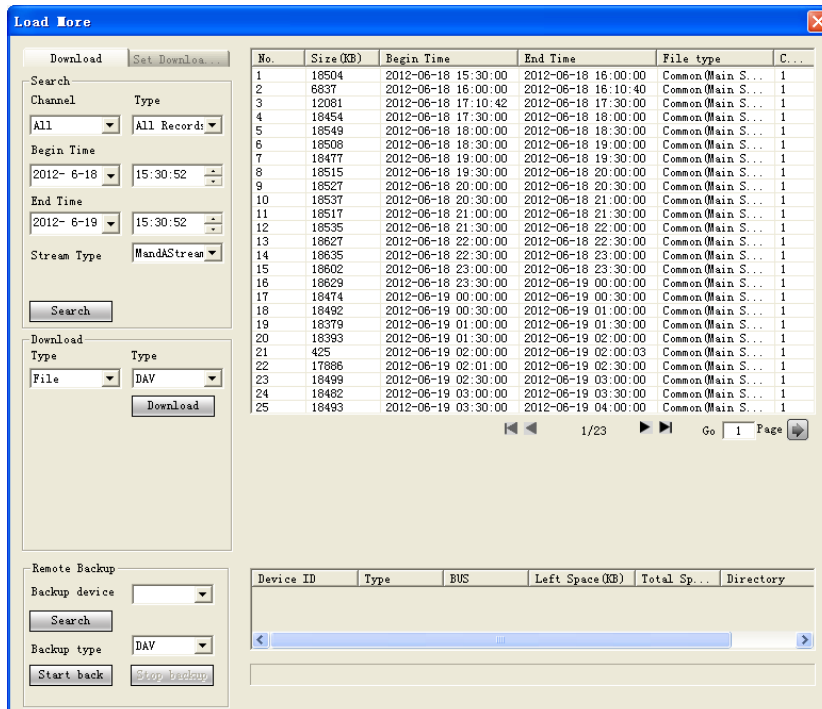 Load More
Download Set Downloa...
Search
Channel Type
All All Records
Begin Time
2012- 6-18 15:30:52
End Time
2012- 6-19 15:30:52
Stream Type MandAStream
Search
Download
Type Type
File DAV
Download
Remote Backup
Backup device
Search
Backup type DAV
Start back Stop backup
No. Size(KB) Begin Time End Time File type C...
1 18504 2012-06-18 15:30:00 2012-06-18 16:00:00 Common(Main S... 1
2 6837 2012-06-18 16:00:00 2012-06-18 16:10:40 Common(Main S... 1
3 12081 2012-06-18 17:10:42 2012-06-18 17:30:00 Common(Main S... 1
4 18454 2012-06-18 17:30:00 2012-06-18 18:00:00 Common(Main S... 1
5 18549 2012-06-18 18:00:00 2012-06-18 18:30:00 Common(Main S... 1
6 18508 2012-06-18 18:30:00 2012-06-18 19:00:00 Common(Main S... 1
7 18477 2012-06-18 19:00:00 2012-06-18 19:30:00 Common(Main S... 1
8 18515 2012-06-18 19:30:00 2012-06-18 20:00:00 Common(Main S... 1
9 18527 2012-06-18 20:00:00 2012-06-18 20:30:00 Common(Main S... 1
10 18537 2012-06-18 20:30:00 2012-06-18 21:00:00 Common(Main S... 1
11 18517 2012-06-18 21:00:00 2012-06-18 21:30:00 Common(Main S... 1
12 18535 2012-06-18 21:30:00 2012-06-18 22:00:00 Common(Main S... 1
13 18627 2012-06-18 22:00:00 2012-06-18 22:30:00 Common(Main S... 1
14 18635 2012-06-18 22:30:00 2012-06-18 23:00:00 Common(Main S... 1
15 18602 2012-06-18 23:00:00 2012-06-18 23:30:00 Common(Main S... 1
16 18629 2012-06-18 23:30:00 2012-06-19 00:00:00 Common(Main S... 1
17 18474 2012-06-19 00:00:00 2012-06-19 00:30:00 Common(Main S... 1
18 18492 2012-06-19 00:30:00 2012-06-19 01:00:00 Common(Main S... 1
19 18379 2012-06-19 01:00:00 2012-06-19 01:30:00 Common(Main S... 1
20 18393 2012-06-19 01:30:00 2012-06-19 02:00:00 Common(Main S... 1
21 425 2012-06-19 02:00:00 2012-06-19 02:00:03 Common(Main S... 1
22 17886 2012-06-19 02:01:00 2012-06-19 02:30:00 Common(Main S... 1
23 18499 2012-06-19 02:30:00 2012-06-19 03:00:00 Common(Main S... 1
24 18482 2012-06-19 03:00:00 2012-06-19 03:30:00 Common(Main S... 1
25 18493 2012-06-19 03:30:00 2012-06-19 04:00:00 Common(Main S... 1
1/23 Go 1 Page
Device ID Type BUS Left Space(KB) Total Sp... Directory